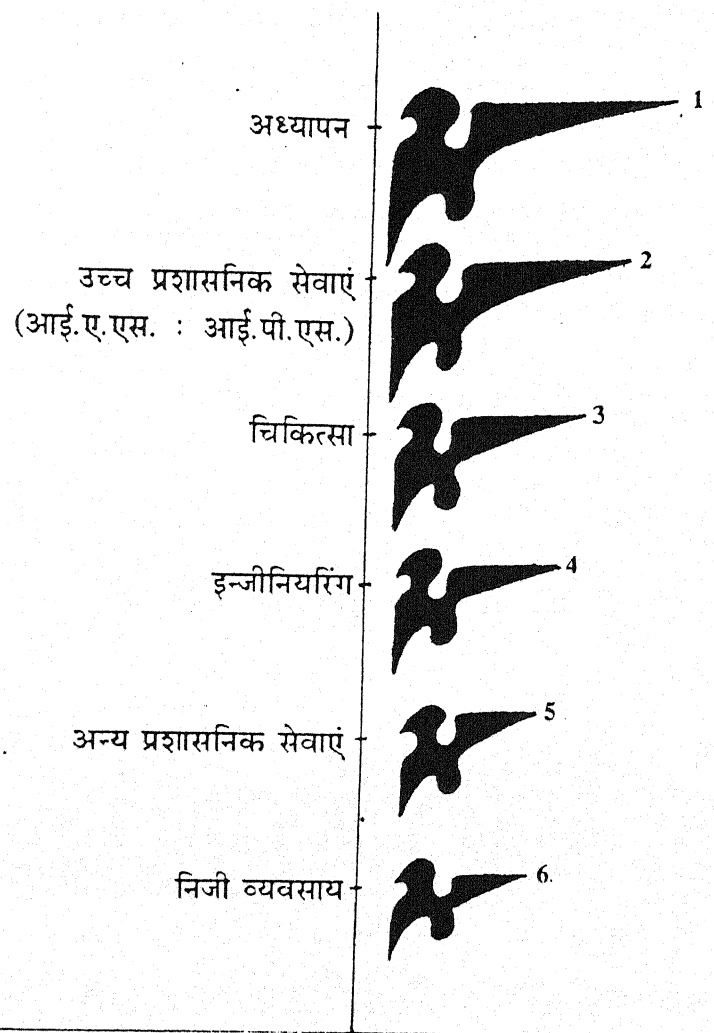 अध्यापन
1
उच्च प्रशासनिक सेवाएं
(आई.ए.एस. : आई.पी.एस.)
2
चिकित्सा
3
इन्जीनियरिंग
4
अन्य प्रशासनिक सेवाएं
5
निजी व्यवसाय
6.